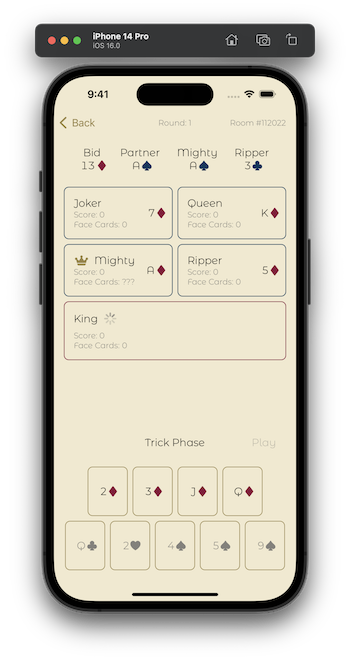 iPhone 14 Pro
iOS 16.0
9:41
Back Round: 1 Room #112022
Bid Partner Mighty Ripper
13♦ A♠ A♠ 3♣
Joker
Score: 0
Face Cards: 0
7♦
Queen
Score: 0
Face Cards: 0
K♦
Mighty
Score: 0
Face Cards: ???
A♦
Ripper
Score: 0
Face Cards: 0
5♦
King
Score: 0
Face Cards: 0
Trick Phase Play
2♦ 3♦ J♦ Q♦
Q♣ 2♥ 4♠ 5♠ 9♠